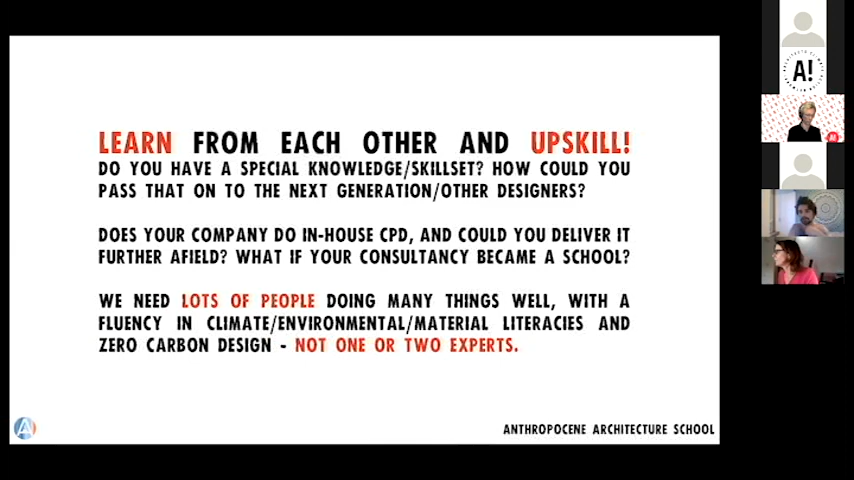 LEARN FROM EACH OTHER AND UPSKILL!
DO YOU HAVE A SPECIAL KNOWLEDGE/SKILLSET? HOW COULD YOU
PASS THAT ON TO THE NEXT GENERATION/OTHER DESIGNERS?
DOES YOUR COMPANY DO IN-HOUSE CPD, AND COULD YOU DELIVER IT
FURTHER AFIELD? WHAT IF YOUR CONSULTANCY BECAME A SCHOOL?
WE NEED LOTS OF PEOPLE DOING MANY THINGS WELL, WITH A
FLUENCY IN CLIMATE/ENVIRONMENTAL/MATERIAL LITERACIES AND
ZERO CARBON DESIGN - NOT ONE OR TWO EXPERTS.
ANTHROPOCENE ARCHITECTURE SCHOOL
A!